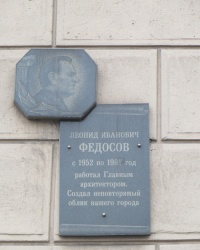 ЛЕОНИД ИВАНОВИЧ
ФЕДОСОВ
с 1952 по год
работал Главным
архитектором.
Создал неповторимый
облик нашего города